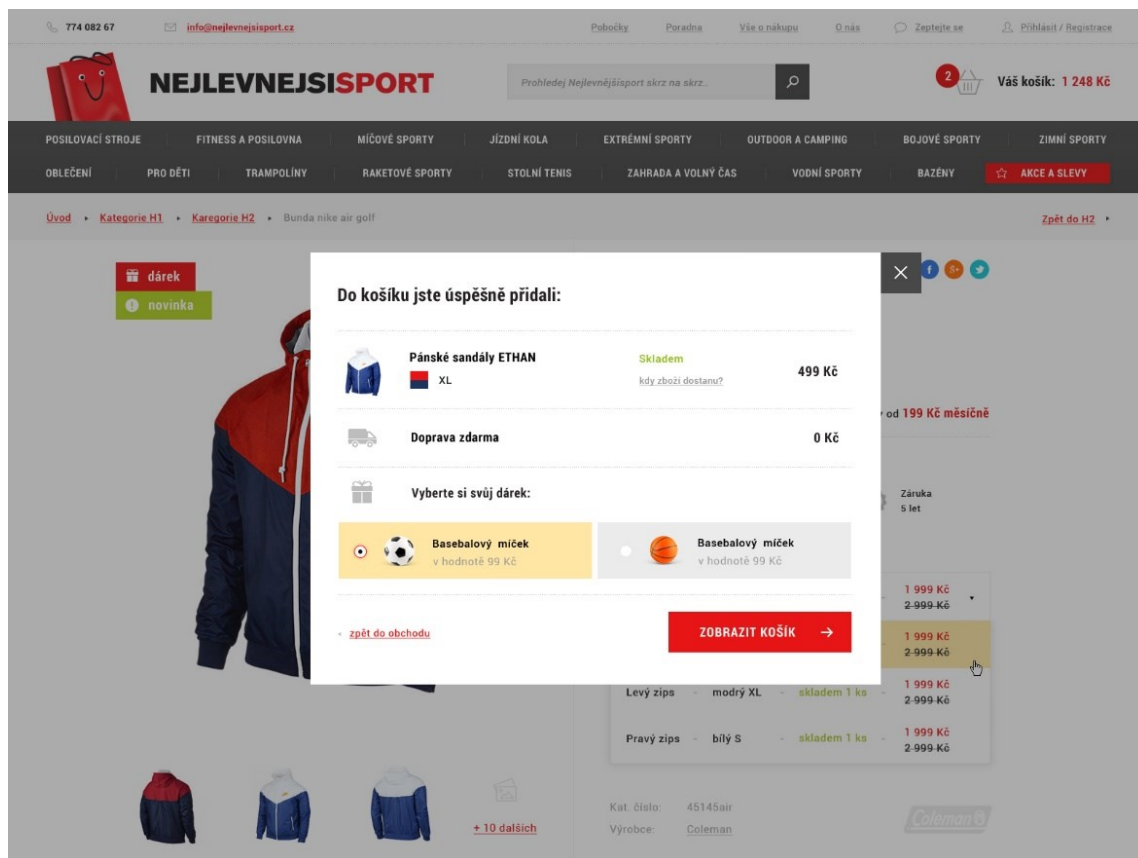 774 082 67
info@nejlevnejsisport.cz
Pobočky
Poradna
Vše o nákupu
O nás
Zeptejte se
Přihlásit / Registrace
NEJLEVNEJSISPORT
Prohledej Nejlevnějšísport skrz na skrz..
2
Váš košík: 1 248 Kč
POSILOVACÍ STROJE
FITNESS A POSILOVNA
MÍČOVÉ SPORTY
JÍZDNÍ KOLA
EXTRÉMNÍ SPORTY
OUTDOOR A CAMPING
BOJOVÉ SPORTY
ZIMNÍ SPORTY
OBLEČENÍ
PRO DĚTI
TRAMPOLÍNY
RAKETOVÉ SPORTY
STOLNÍ TENIS
ZAHRADA A VOLNÝ ČAS
VODNÍ SPORTY
BAZÉNY
AKCE A SLEVY
Úvod ▸ Kategorie H1 ▸ Karegorie H2 ▸ Bunda nike air golf
Zpět do H2 ▸
dárek
novinka
Do košíku jste úspěšně přidali:
Pánské sandály ETHAN
XL
Skladem
kdy zboží dostanu?
499 Kč
Doprava zdarma
0 Kč
Vyberte si svůj dárek:
Basebalový míček
v hodnotě 99 Kč
Basebalový míček
v hodnotě 99 Kč
zpět do obchodu
ZOBRAZIT KOŠÍK
od 199 Kč měsíčně
Záruka
5 let
1 999 Kč
2 999 Kč
1 999 Kč
2 999 Kč
Levý zips - modrý XL - skladem 1 ks -
1 999 Kč
2 999 Kč
Pravý zips - bílý S - skladem 1 ks -
1 999 Kč
2 999 Kč
+ 10 dalších
Kat. číslo: 45145air
Výrobce: Coleman
Coleman